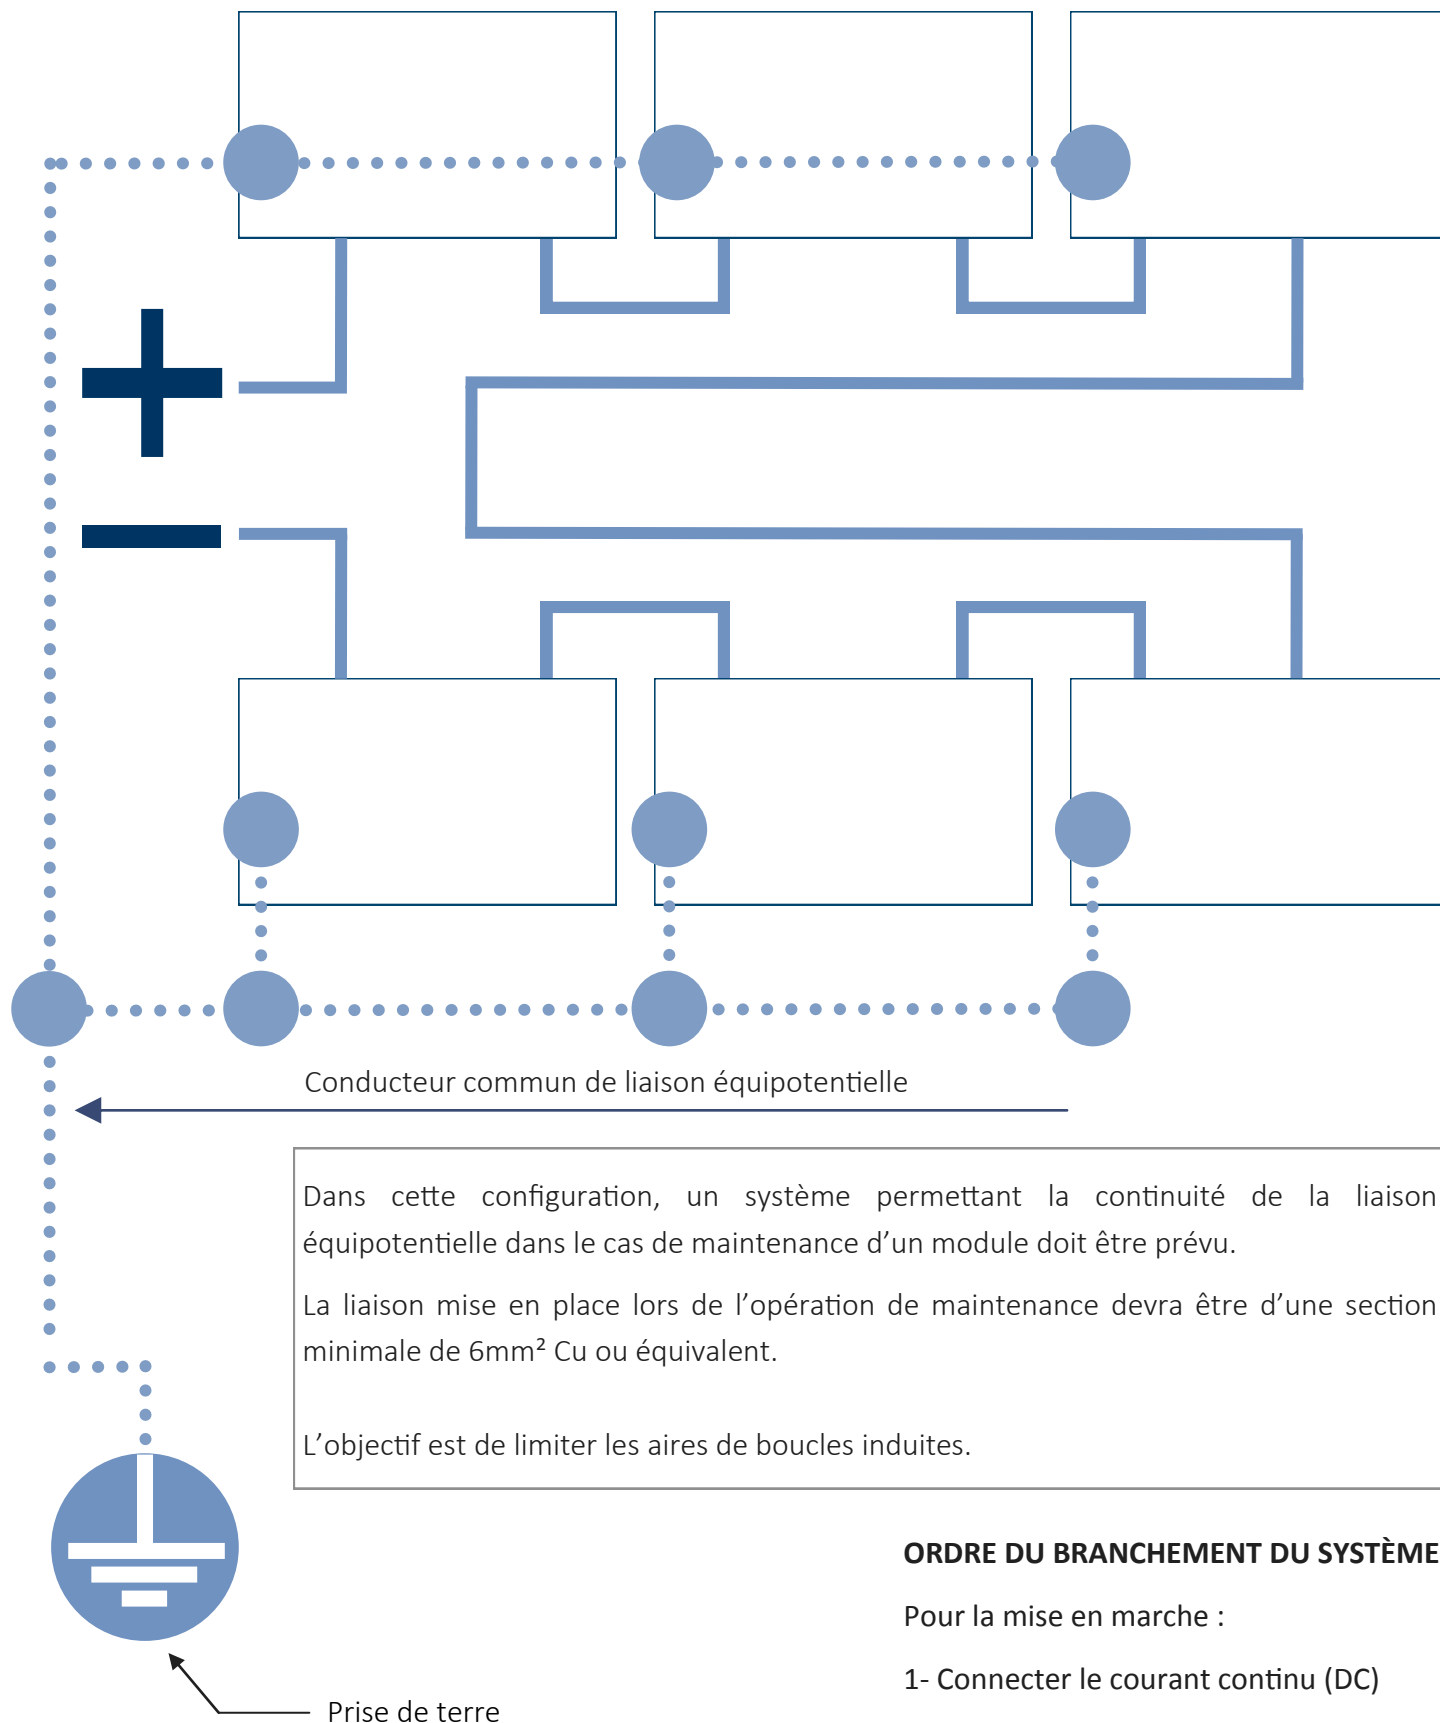 Conducteur commun de liaison équipotentielle
Dans cette configuration, un système permettant la continuité de la liaison
équipotentielle dans le cas de maintenance d’un module doit être prévu.
La liaison mise en place lors de l’opération de maintenance devra être d’une section
minimale de 6mm² Cu ou équivalent.
L’objectif est de limiter les aires de boucles induites.
ORDRE DU BRANCHEMENT DU SYSTÈME
Pour la mise en marche :
1- Connecter le courant continu (DC)
Prise de terre